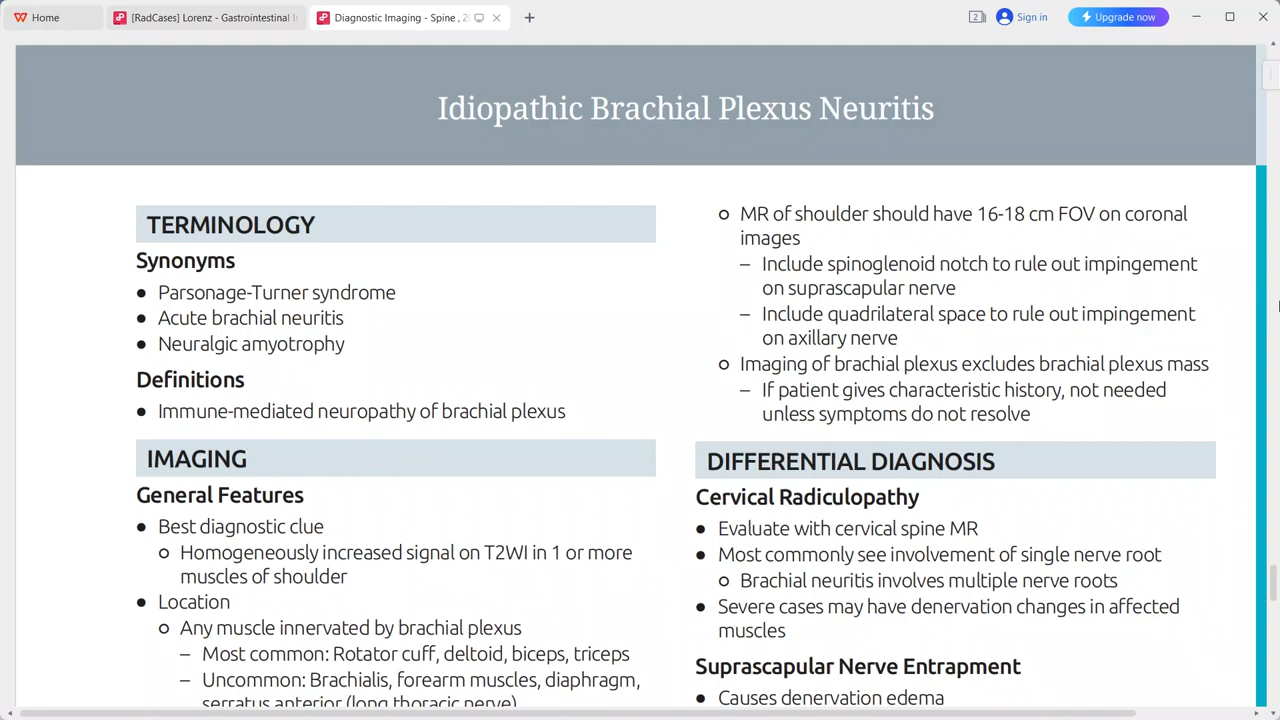 Home
[RadCases] Lorenz - Gastrointestinal
Diagnostic Imaging - Spine
2
Sign in
Upgrade now
Idiopathic Brachial Plexus Neuritis
TERMINOLOGY
Synonyms
● Parsonage-Turner syndrome
● Acute brachial neuritis
● Neuralgic amyotrophy
Definitions
● Immune-mediated neuropathy of brachial plexus
IMAGING
General Features
● Best diagnostic clue
○ Homogeneously increased signal on T2WI in 1 or more
muscles of shoulder
● Location
○ Any muscle innervated by brachial plexus
– Most common: Rotator cuff, deltoid, biceps, triceps
– Uncommon: Brachialis, forearm muscles, diaphragm,
serratus anterior (long thoracic nerve)
○ MR of shoulder should have 16-18 cm FOV on coronal
images
– Include spinoglenoid notch to rule out impingement
on suprascapular nerve
– Include quadrilateral space to rule out impingement
on axillary nerve
○ Imaging of brachial plexus excludes brachial plexus mass
– If patient gives characteristic history, not needed
unless symptoms do not resolve
DIFFERENTIAL DIAGNOSIS
Cervical Radiculopathy
● Evaluate with cervical spine MR
● Most commonly see involvement of single nerve root
○ Brachial neuritis involves multiple nerve roots
● Severe cases may have denervation changes in affected
muscles
Suprascapular Nerve Entrapment
● Causes denervation edema